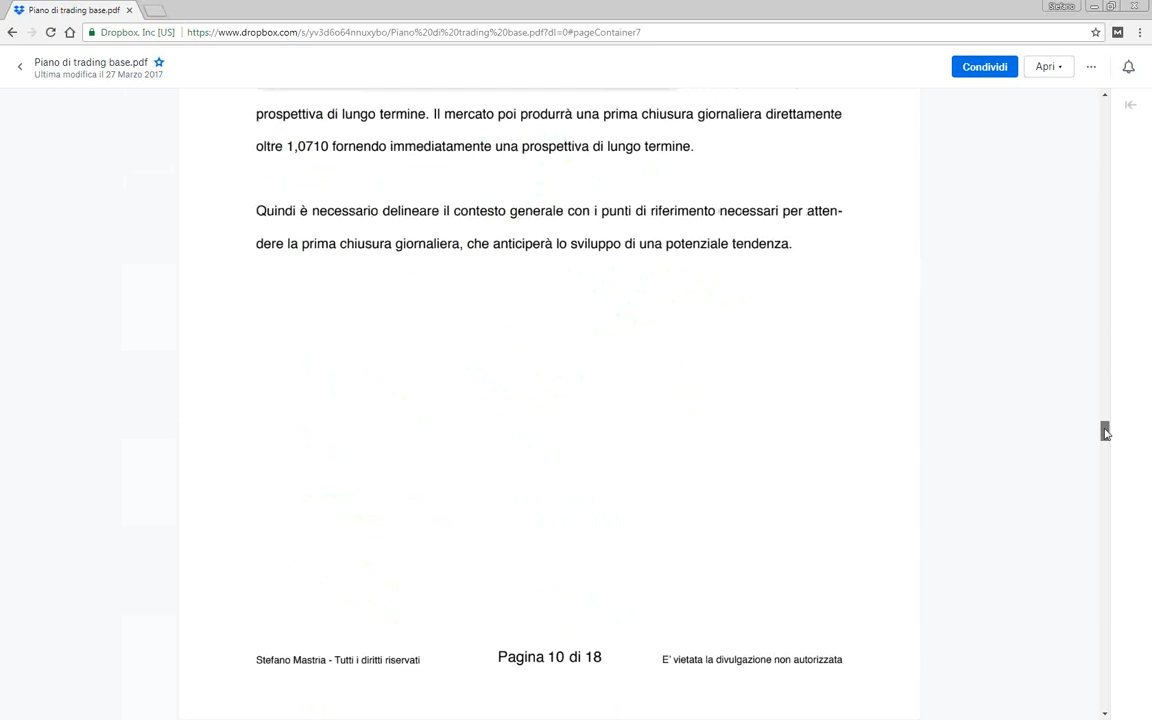 Piano di trading base.pdf
Stefano
Dropbox, Inc [US]
https://www.dropbox.com/s/yv3d6o64nnuxybo/Piano%20di%20trading%20base.pdf?dl=0#pageContainer7
Piano di trading base.pdf
Ultima modifica il 27 Marzo 2017
Condividi
Apri
prospettiva di lungo termine. Il mercato poi produrrà una prima chiusura giornaliera direttamente
oltre 1,0710 fornendo immediatamente una prospettiva di lungo termine.
Quindi è necessario delineare il contesto generale con i punti di riferimento necessari per atten-
dere la prima chiusura giornaliera, che anticiperà lo sviluppo di una potenziale tendenza.
Stefano Mastria - Tutti i diritti riservati
Pagina 10 di 18
E' vietata la divulgazione non autorizzata